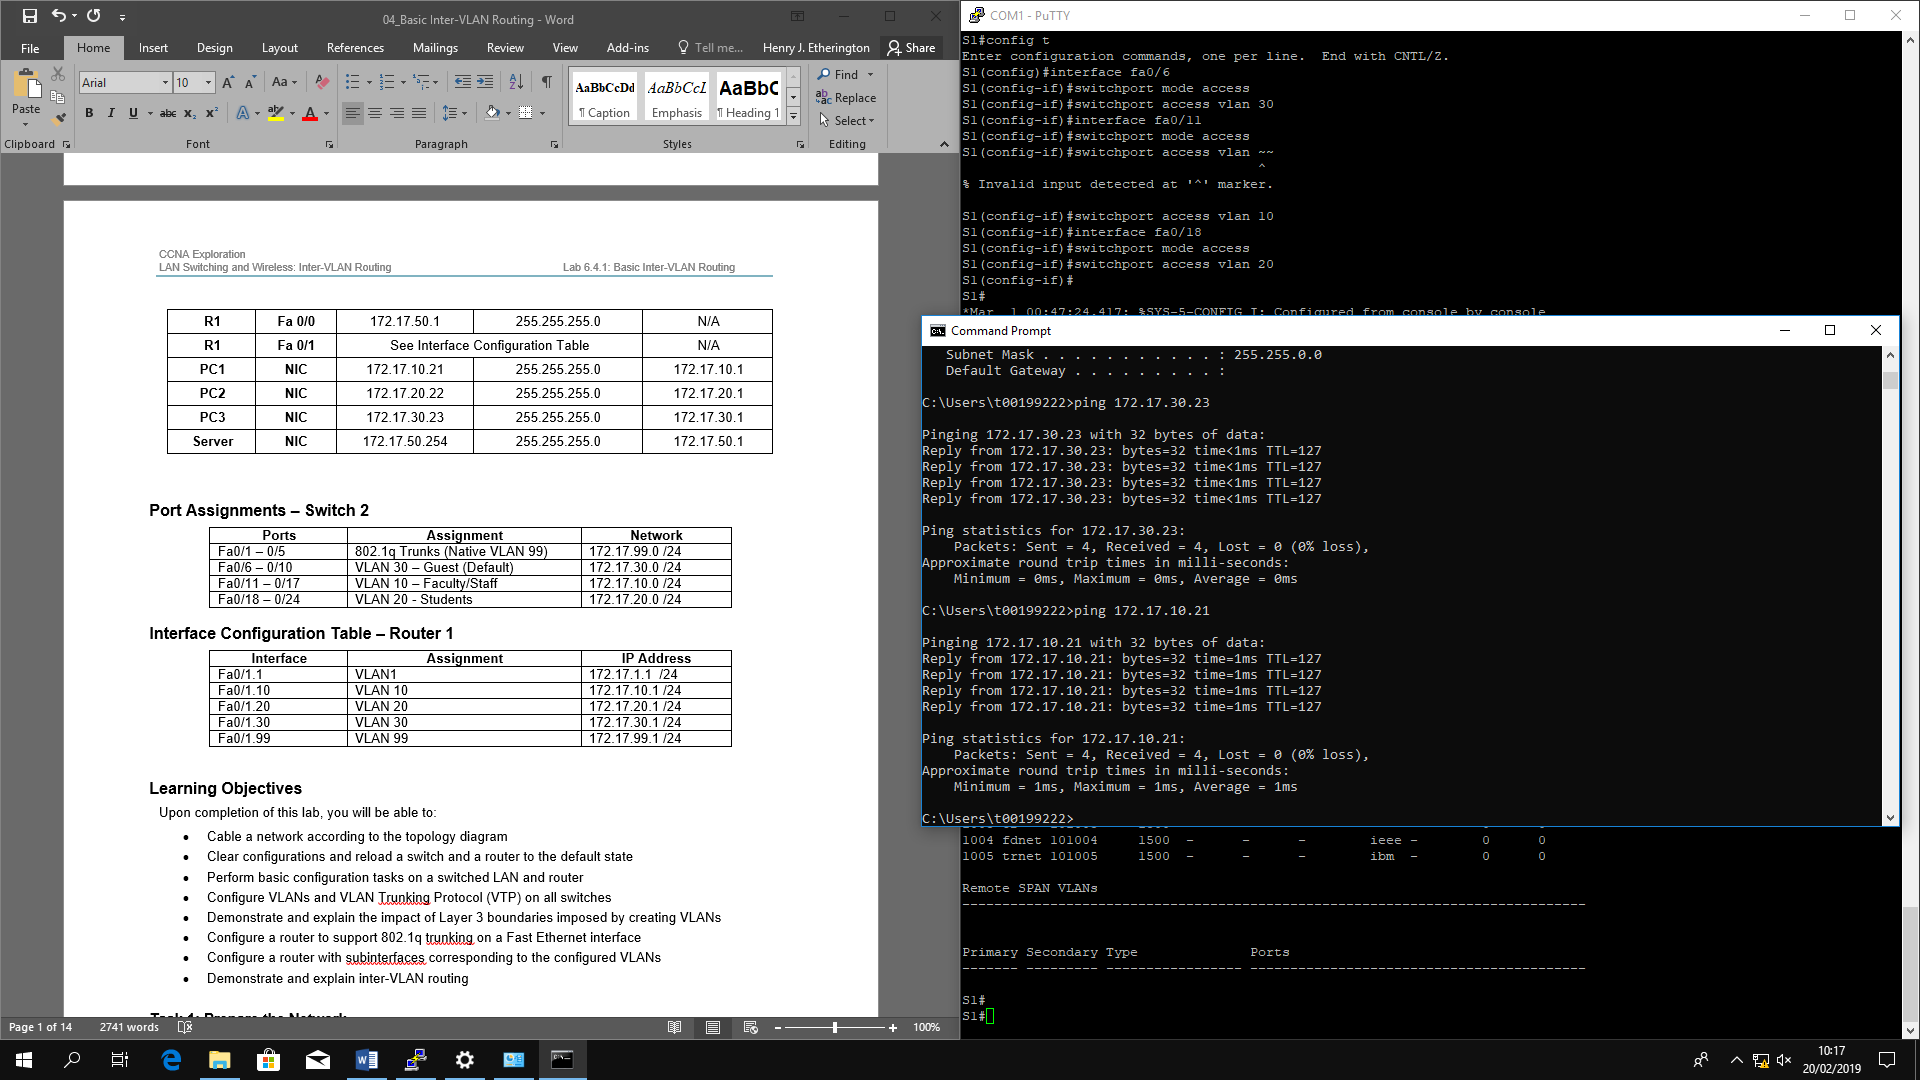 04_Basic Inter-VLAN Routing - Word
File Home Insert Design Layout References Mailings Review View Add-ins Tell me... Henry J. Etherington Share
Paste
Arial 10 Aa
B I U abc x₂ x² A A
AaBbCcDd AaBbCcI AaBbC
¶ Caption Emphasis ¶ Heading 1
Find
Replace
Select
Clipboard Font Paragraph Styles Editing
CCNA Exploration
LAN Switching and Wireless: Inter-VLAN Routing Lab 6.4.1: Basic Inter-VLAN Routing
R1 Fa 0/0 172.17.50.1 255.255.255.0 N/A
R1 Fa 0/1 See Interface Configuration Table N/A
PC1 NIC 172.17.10.21 255.255.255.0 172.17.10.1
PC2 NIC 172.17.20.22 255.255.255.0 172.17.20.1
PC3 NIC 172.17.30.23 255.255.255.0 172.17.30.1
Server NIC 172.17.50.254 255.255.255.0 172.17.50.1
Port Assignments – Switch 2
Ports Assignment Network
Fa0/1 – 0/5 802.1q Trunks (Native VLAN 99) 172.17.99.0 /24
Fa0/6 – 0/10 VLAN 30 – Guest (Default) 172.17.30.0 /24
Fa0/11 – 0/17 VLAN 10 – Faculty/Staff 172.17.10.0 /24
Fa0/18 – 0/24 VLAN 20 - Students 172.17.20.0 /24
Interface Configuration Table – Router 1
Interface Assignment IP Address
Fa0/1.1 VLAN1 172.17.1.1 /24
Fa0/1.10 VLAN 10 172.17.10.1 /24
Fa0/1.20 VLAN 20 172.17.20.1 /24
Fa0/1.30 VLAN 30 172.17.30.1 /24
Fa0/1.99 VLAN 99 172.17.99.1 /24
Learning Objectives
Upon completion of this lab, you will be able to:
• Cable a network according to the topology diagram
• Clear configurations and reload a switch and a router to the default state
• Perform basic configuration tasks on a switched LAN and router
• Configure VLANs and VLAN Trunking Protocol (VTP) on all switches
• Demonstrate and explain the impact of Layer 3 boundaries imposed by creating VLANs
• Configure a router to support 802.1q trunking on a Fast Ethernet interface
• Configure a router with subinterfaces corresponding to the configured VLANs
• Demonstrate and explain inter-VLAN routing
Task 1: Prepare the Network
Page 1 of 14 2741 words 100%
COM1 - PuTTY
S1#config t
Enter configuration commands, one per line.  End with CNTL/Z.
S1(config)#interface fa0/6
S1(config-if)#switchport mode access
S1(config-if)#switchport access vlan 30
S1(config-if)#interface fa0/11
S1(config-if)#switchport mode access
S1(config-if)#switchport access vlan ~~
^
% Invalid input detected at '^' marker.
S1(config-if)#switchport access vlan 10
S1(config-if)#interface fa0/18
S1(config-if)#switchport mode access
S1(config-if)#switchport access vlan 20
S1(config-if)#
S1#
*Mar  1 00:47:24.417: %SYS-5-CONFIG_I: Configured from console by console
Command Prompt
Subnet Mask . . . . . . . . . . . : 255.255.0.0
Default Gateway . . . . . . . . . :
C:\Users\t00199222>ping 172.17.30.23
Pinging 172.17.30.23 with 32 bytes of data:
Reply from 172.17.30.23: bytes=32 time<1ms TTL=127
Reply from 172.17.30.23: bytes=32 time<1ms TTL=127
Reply from 172.17.30.23: bytes=32 time<1ms TTL=127
Reply from 172.17.30.23: bytes=32 time<1ms TTL=127
Ping statistics for 172.17.30.23:
Packets: Sent = 4, Received = 4, Lost = 0 (0% loss),
Approximate round trip times in milli-seconds:
Minimum = 0ms, Maximum = 0ms, Average = 0ms
C:\Users\t00199222>ping 172.17.10.21
Pinging 172.17.10.21 with 32 bytes of data:
Reply from 172.17.10.21: bytes=32 time=1ms TTL=127
Reply from 172.17.10.21: bytes=32 time=1ms TTL=127
Reply from 172.17.10.21: bytes=32 time=1ms TTL=127
Reply from 172.17.10.21: bytes=32 time=1ms TTL=127
Ping statistics for 172.17.10.21:
Packets: Sent = 4, Received = 4, Lost = 0 (0% loss),
Approximate round trip times in milli-seconds:
Minimum = 1ms, Maximum = 1ms, Average = 1ms
C:\Users\t00199222>
1004 fdnet 101004     1500  -      -      -        ieee -        0      0
1005 trnet 101005     1500  -      -      -        ibm  -        0      0
Remote SPAN VLANs
------------------------------------------------------------------------------
Primary Secondary Type              Ports
------- --------- ----------------- ------------------------------------------
S1#
S1#
10:17
20/02/2019